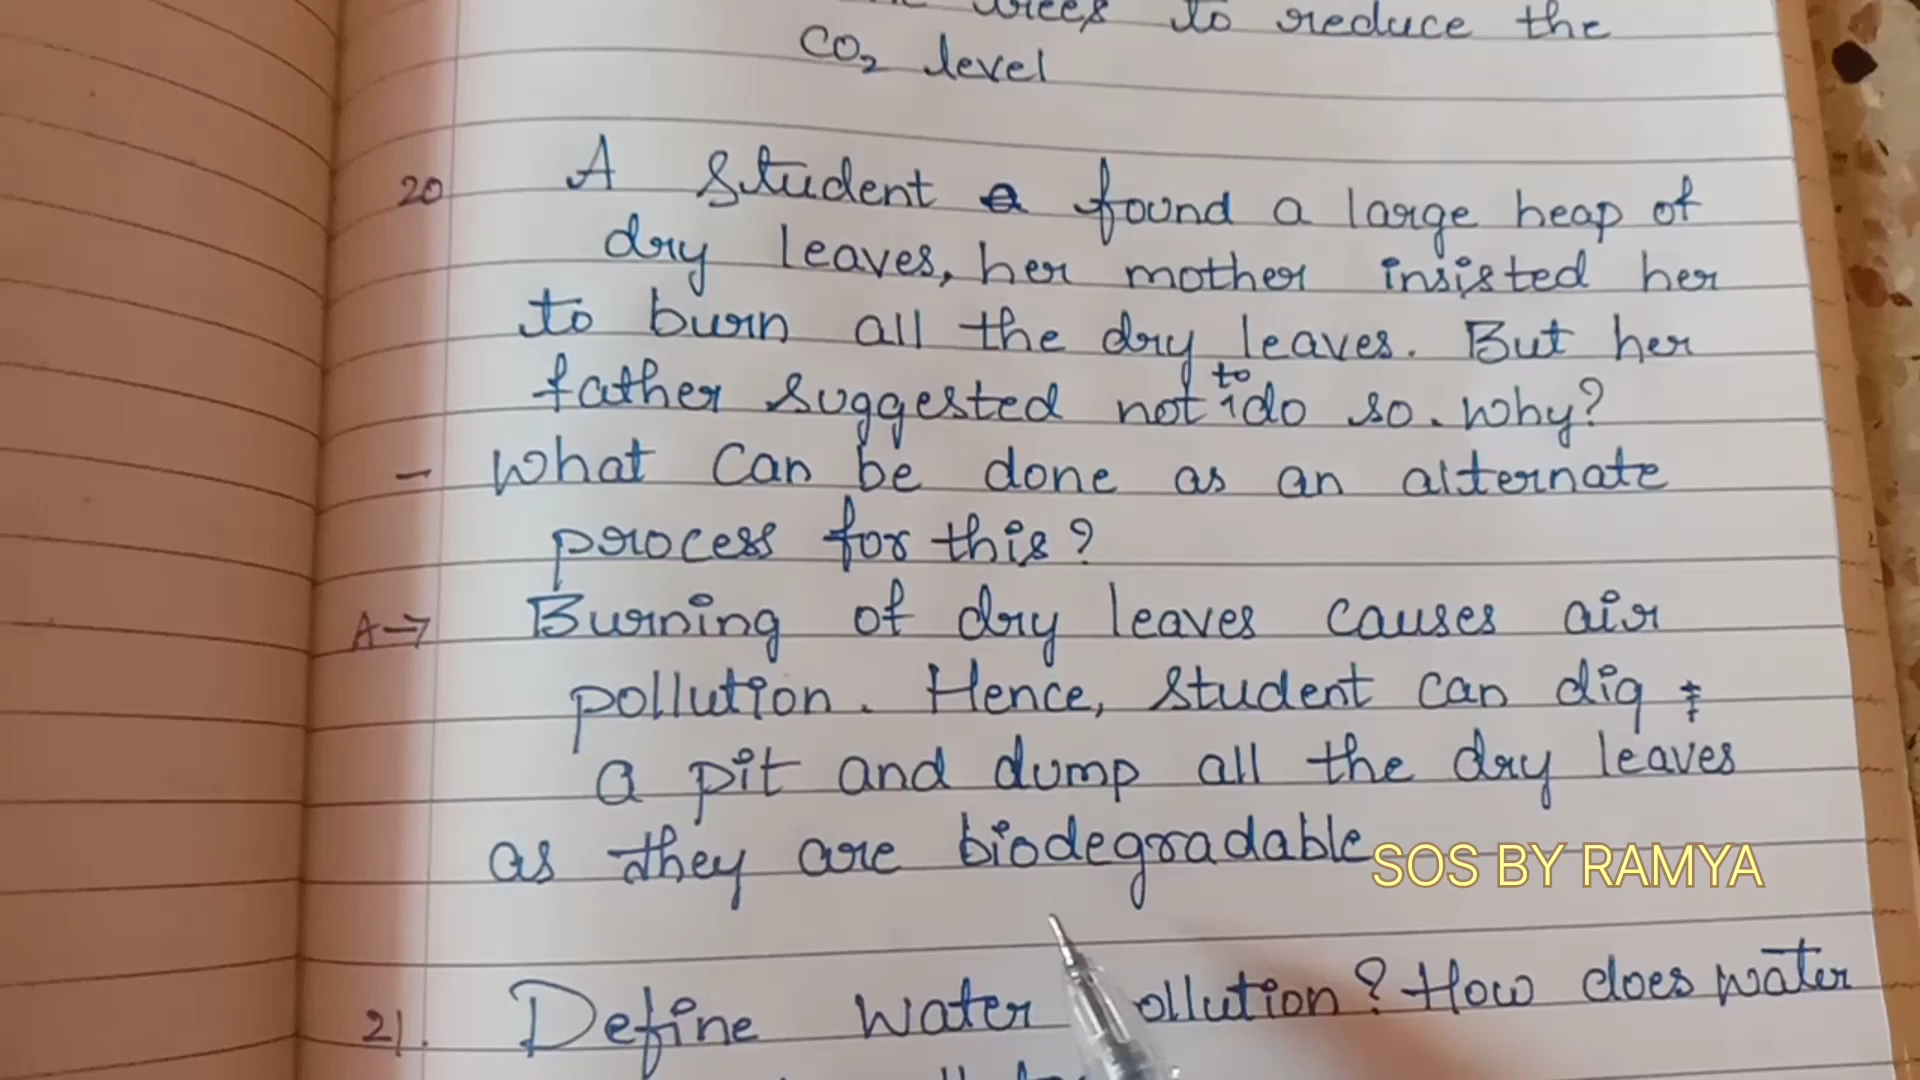 trees to reduce the
CO₂ level
20 A student found a large heap of
dry leaves, her mother insisted her
to burn all the dry leaves. But her
father suggested not to do so. Why?
- What can be done as an alternate
process for this?
A→ Burning of dry leaves causes air
pollution. Hence, student can dig
a pit and dump all the dry leaves
as they are biodegradable
SOS BY RAMYA
21. Define water ollution? How does water